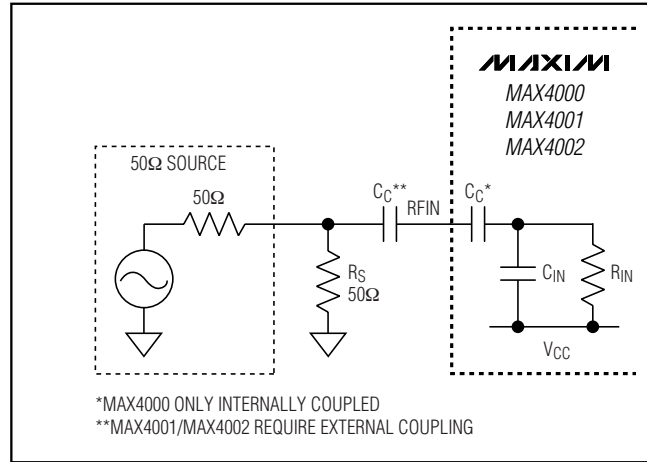 MAXIM
MAX4000
MAX4001
MAX4002
50Ω SOURCE
50Ω
CC**
RFIN
CC*
RS
50Ω
CIN
RIN
VCC
*MAX4000 ONLY INTERNALLY COUPLED
**MAX4001/MAX4002 REQUIRE EXTERNAL COUPLING